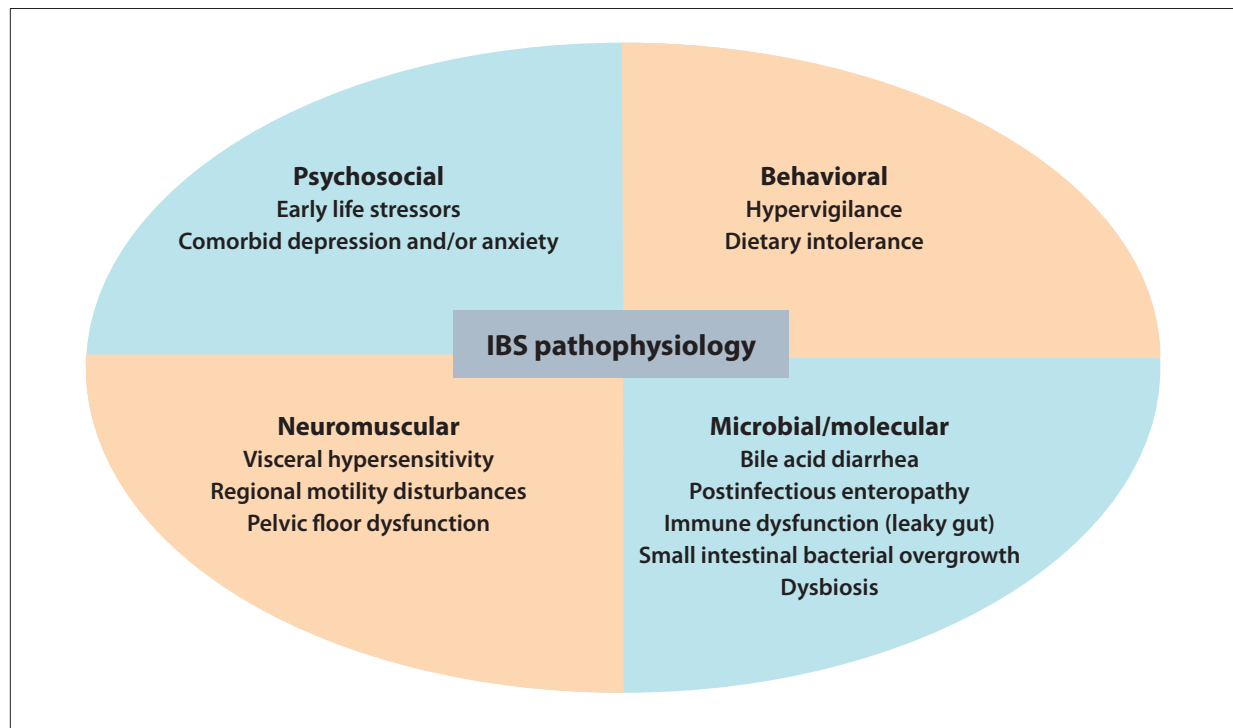 Psychosocial
Early life stressors
Comorbid depression and/or anxiety
Behavioral
Hypervigilance
Dietary intolerance
IBS pathophysiology
Neuromuscular
Visceral hypersensitivity
Regional motility disturbances
Pelvic floor dysfunction
Microbial/molecular
Bile acid diarrhea
Postinfectious enteropathy
Immune dysfunction (leaky gut)
Small intestinal bacterial overgrowth
Dysbiosis